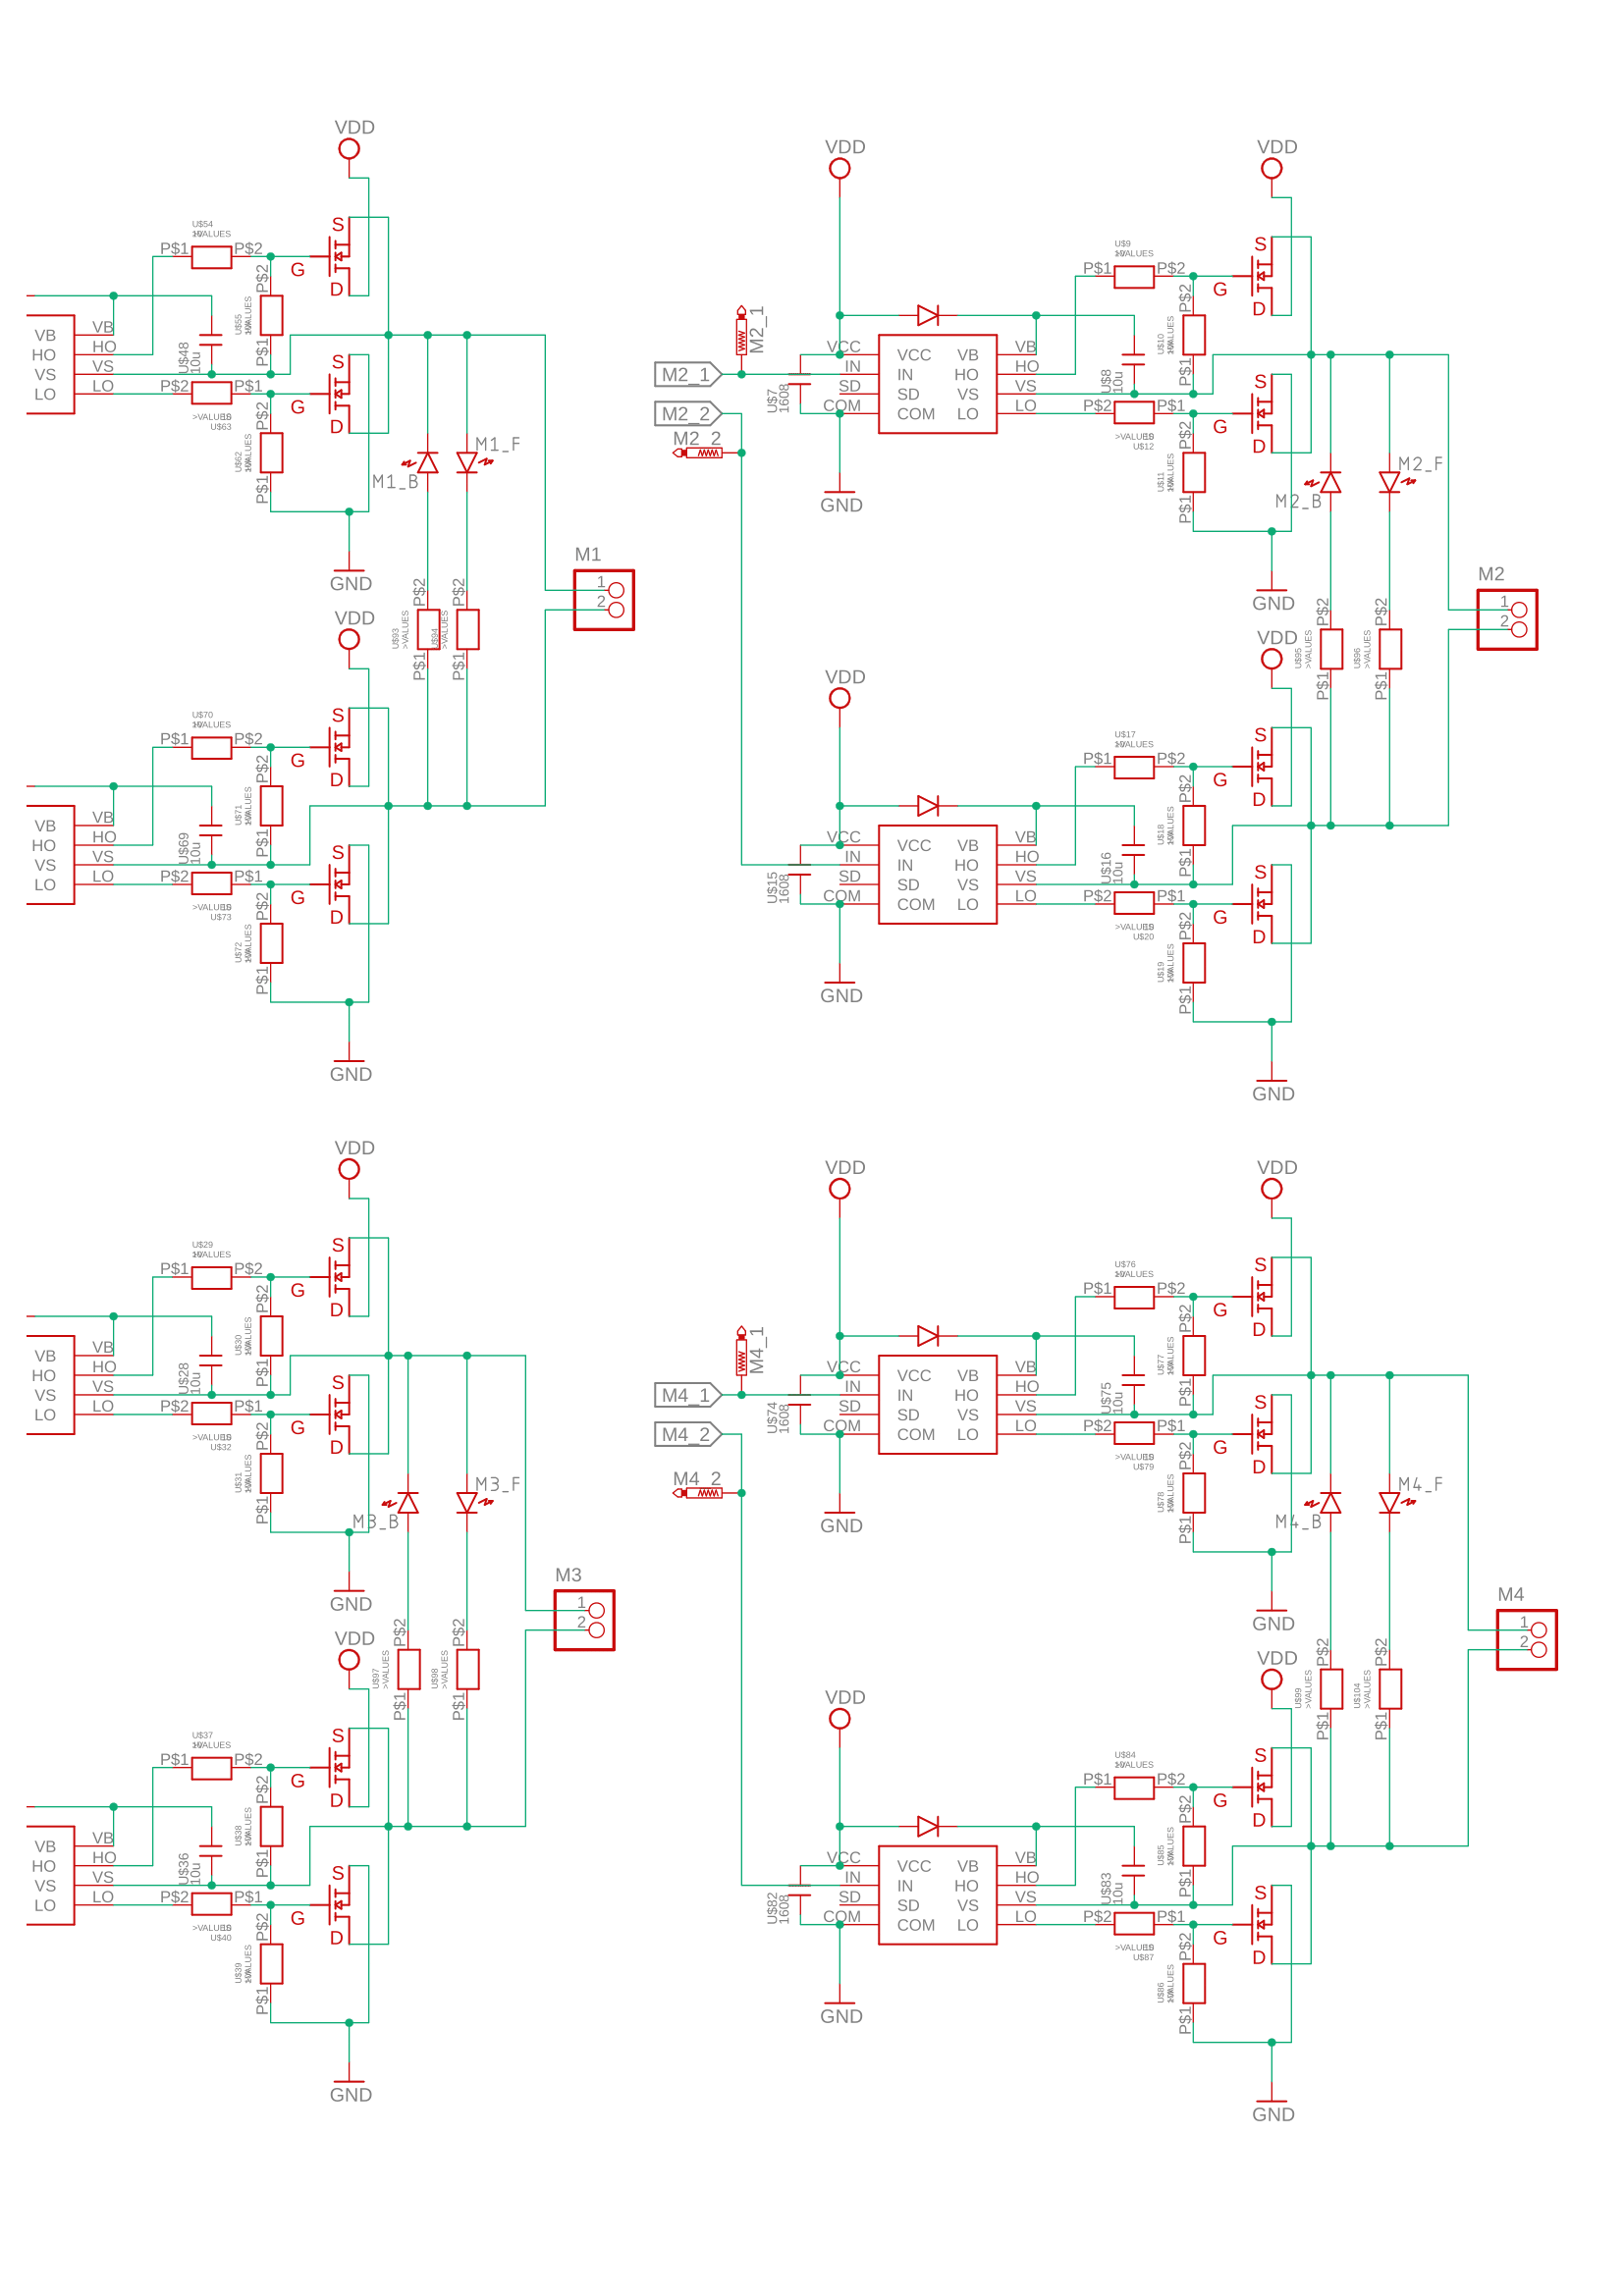 VDD
U$54
>VALUES
P$1
P$2
S
G
D
P$2
U$55
>VALUES
P$1
VB
HO
VS
LO
VB
HO
VS
LO
U$48
10u
S
G
D
P$2
P$1
>VALUES
U$63
P$2
U$62
>VALUES
P$1
M1_B
M1_F
GND
VDD
P$2
P$2
U$93
>VALUES
U$94
>VALUES
P$1
P$1
M1
1
2
U$70
>VALUES
P$1
P$2
S
G
D
P$2
U$71
>VALUES
P$1
VB
HO
VS
LO
VB
HO
VS
LO
U$69
10u
S
G
D
P$2
P$1
>VALUES
U$73
P$2
U$72
>VALUES
P$1
GND
VDD
VDD
U$9
>VALUES
P$1
P$2
S
G
D
P$2
U$10
>VALUES
P$1
M2_1
M2_1
M2_2
M2_2
U$7
1608
VCC
IN
SD
COM
VCC
IN
SD
COM
VB
HO
VS
LO
VB
HO
VS
LO
U$8
10u
GND
S
G
D
P$2
P$1
>VALUES
U$12
P$2
U$11
>VALUES
P$1
M2_B
M2_F
GND
VDD
P$2
P$2
U$95
>VALUES
U$96
>VALUES
P$1
P$1
M2
1
2
VDD
U$17
>VALUES
P$1
P$2
S
G
D
P$2
U$18
>VALUES
P$1
U$15
1608
VCC
IN
SD
COM
VCC
IN
SD
COM
VB
HO
VS
LO
VB
HO
VS
LO
U$16
10u
GND
S
G
D
P$2
P$1
>VALUES
U$20
P$2
U$19
>VALUES
P$1
GND
VDD
U$29
>VALUES
P$1
P$2
S
G
D
P$2
U$30
>VALUES
P$1
VB
HO
VS
LO
VB
HO
VS
LO
U$28
10u
S
G
D
P$2
P$1
>VALUES
U$32
P$2
U$31
>VALUES
P$1
M3_B
M3_F
GND
VDD
P$2
P$2
U$97
>VALUES
U$98
>VALUES
P$1
P$1
M3
1
2
U$37
>VALUES
P$1
P$2
S
G
D
P$2
U$38
>VALUES
P$1
VB
HO
VS
LO
VB
HO
VS
LO
U$36
10u
S
G
D
P$2
P$1
>VALUES
U$40
P$2
U$39
>VALUES
P$1
GND
VDD
VDD
U$76
>VALUES
P$1
P$2
S
G
D
P$2
U$77
>VALUES
P$1
M4_1
M4_1
M4_2
M4_2
U$74
1608
VCC
IN
SD
COM
VCC
IN
SD
COM
VB
HO
VS
LO
VB
HO
VS
LO
U$75
10u
GND
S
G
D
P$2
P$1
>VALUES
U$79
P$2
U$78
>VALUES
P$1
M4_B
M4_F
GND
VDD
P$2
P$2
U$99
>VALUES
U$104
>VALUES
P$1
P$1
M4
1
2
VDD
U$84
>VALUES
P$1
P$2
S
G
D
P$2
U$85
>VALUES
P$1
U$82
1608
VCC
IN
SD
COM
VCC
IN
SD
COM
VB
HO
VS
LO
VB
HO
VS
LO
U$83
10u
GND
S
G
D
P$2
P$1
>VALUES
U$87
P$2
U$86
>VALUES
P$1
GND